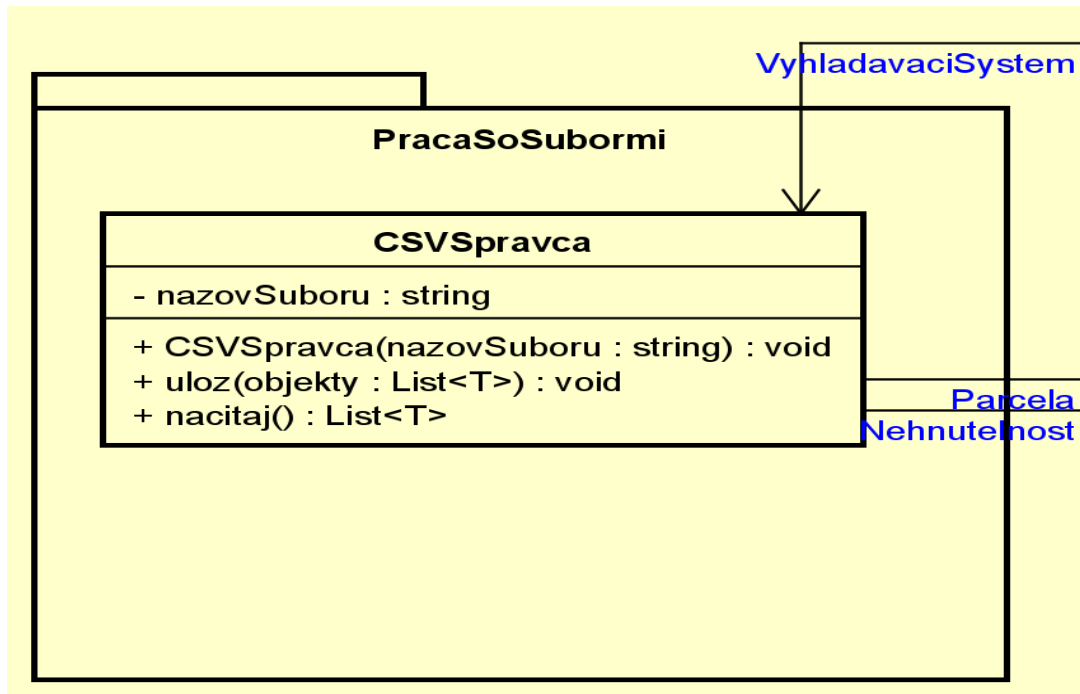 VyhladavaciSystem
PracaSoSubormi
CSVSpravca
- nazovSuboru : string
+ CSVSpravca(nazovSuboru : string) : void
+ uloz(objekty : List<T>) : void
+ nacitaj() : List<T>
Parcela
Nehnutelnost